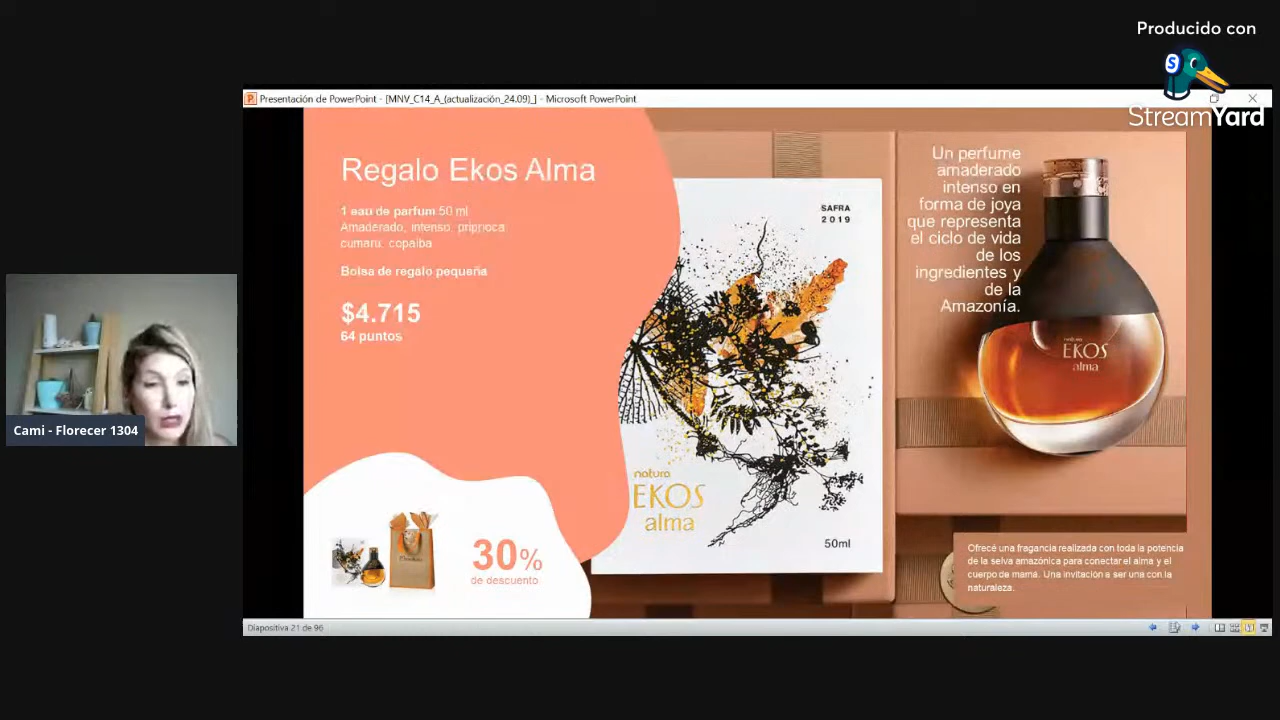 Producido con
StreamYard
Presentación de PowerPoint - [MNV_C14_A_(actualización_24.09)_] - Microsoft PowerPoint
Regalo Ekos Alma
1 eau de parfum 50 ml
Amaderado, intenso, priprioca
cumaru, copaiba
Bolsa de regalo pequeña
$4.715
64 puntos
30%
de descuento
SAFRA
2019
natura
EKOS
alma
50ml
Un perfume
amaderado
intenso en
forma de joya
que representa
el ciclo de vida
de los
ingredientes y
de la
Amazonía.
natura
EKOS
alma
Ofrecé una fragancia realizada con toda la potencia
de la selva amazónica para conectar el alma y el
cuerpo de mamá. Una invitación a ser una con la
naturaleza.
Cami - Florecer 1304
Diapositiva 21 de 96